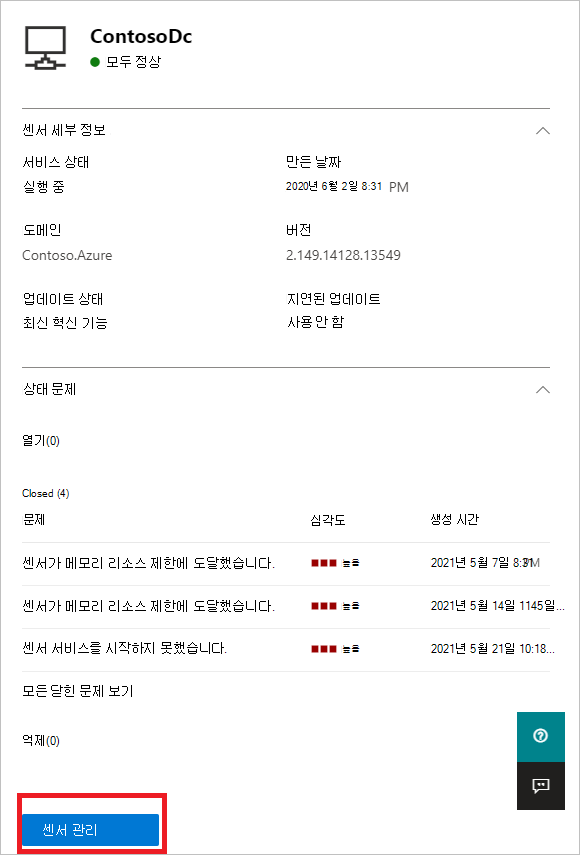 ContosoDc
모두 정상
센서 세부 정보
서비스 상태 만든 날짜
실행 중 2020년 6월 2일 8:31 PM
도메인 버전
Contoso.Azure 2.149.14128.13549
업데이트 상태 지연된 업데이트
최신 혁신 기능 사용 안 함
상태 문제
열기(0)
Closed (4)
문제 심각도 생성 시간
센서가 메모리 리소스 제한에 도달했습니다. 높음 2021년 5월 7일 8:31 PM
센서가 메모리 리소스 제한에 도달했습니다. 높음 2021년 5월 14일 1145일...
센서 서비스를 시작하지 못했습니다. 높음 2021년 5월 21일 10:18...
모든 닫힌 문제 보기
억제(0)
센서 관리